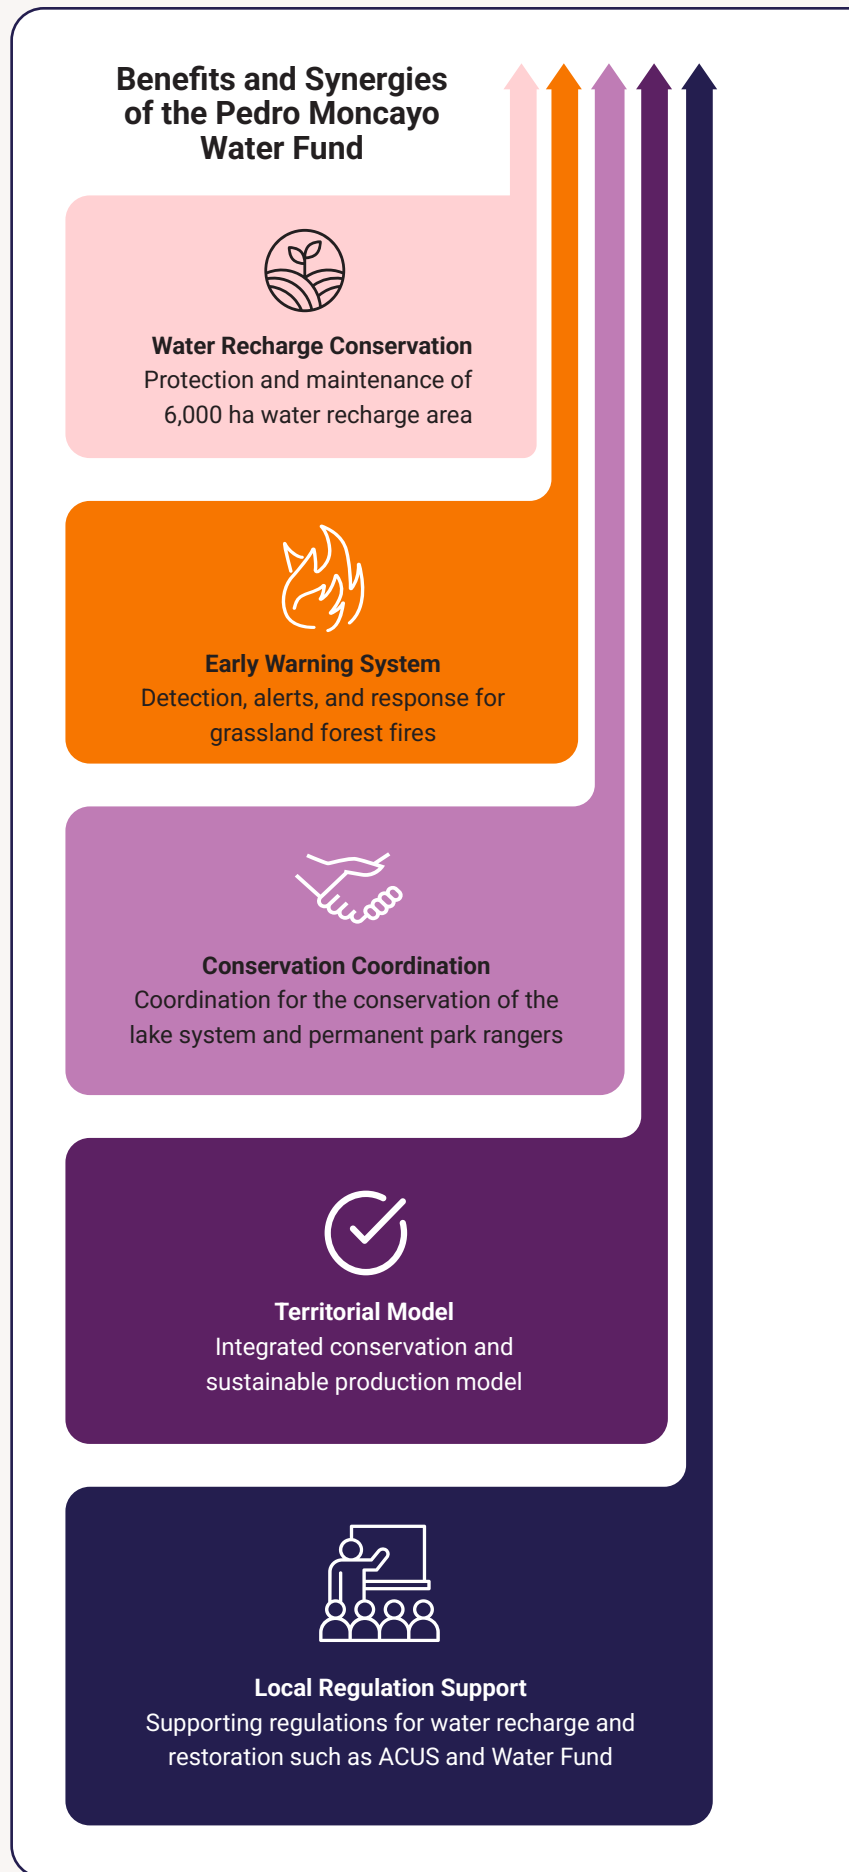 Benefits and Synergies
of the Pedro Moncayo
Water Fund
Water Recharge Conservation
Protection and maintenance of
6,000 ha water recharge area
Early Warning System
Detection, alerts, and response for
grassland forest fires
Conservation Coordination
Coordination for the conservation of the
lake system and permanent park rangers
Territorial Model
Integrated conservation and
sustainable production model
Local Regulation Support
Supporting regulations for water recharge and
restoration such as ACUS and Water Fund